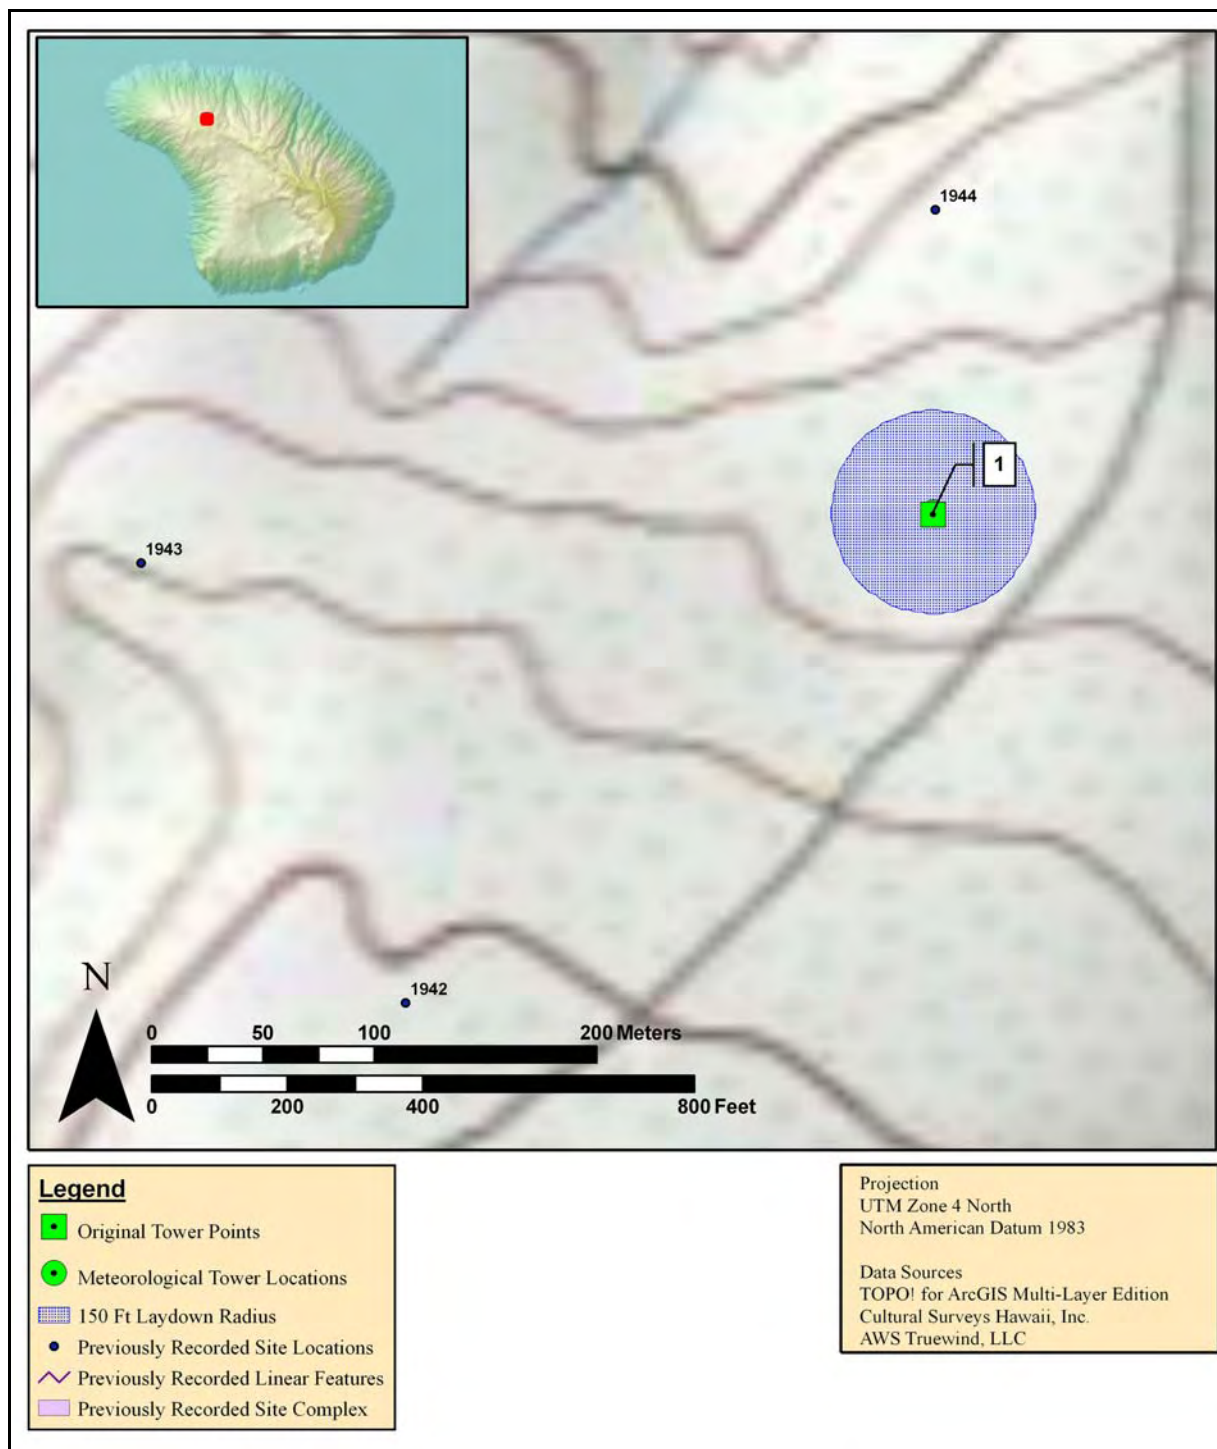 1944
1
1943
1942
N
0 50 100 200 Meters
0 200 400 800 Feet
Legend
Original Tower Points
Meteorological Tower Locations
150 Ft Laydown Radius
Previously Recorded Site Locations
Previously Recorded Linear Features
Previously Recorded Site Complex
Projection
UTM Zone 4 North
North American Datum 1983
Data Sources
TOPO! for ArcGIS Multi-Layer Edition
Cultural Surveys Hawaii, Inc.
AWS Truewind, LLC